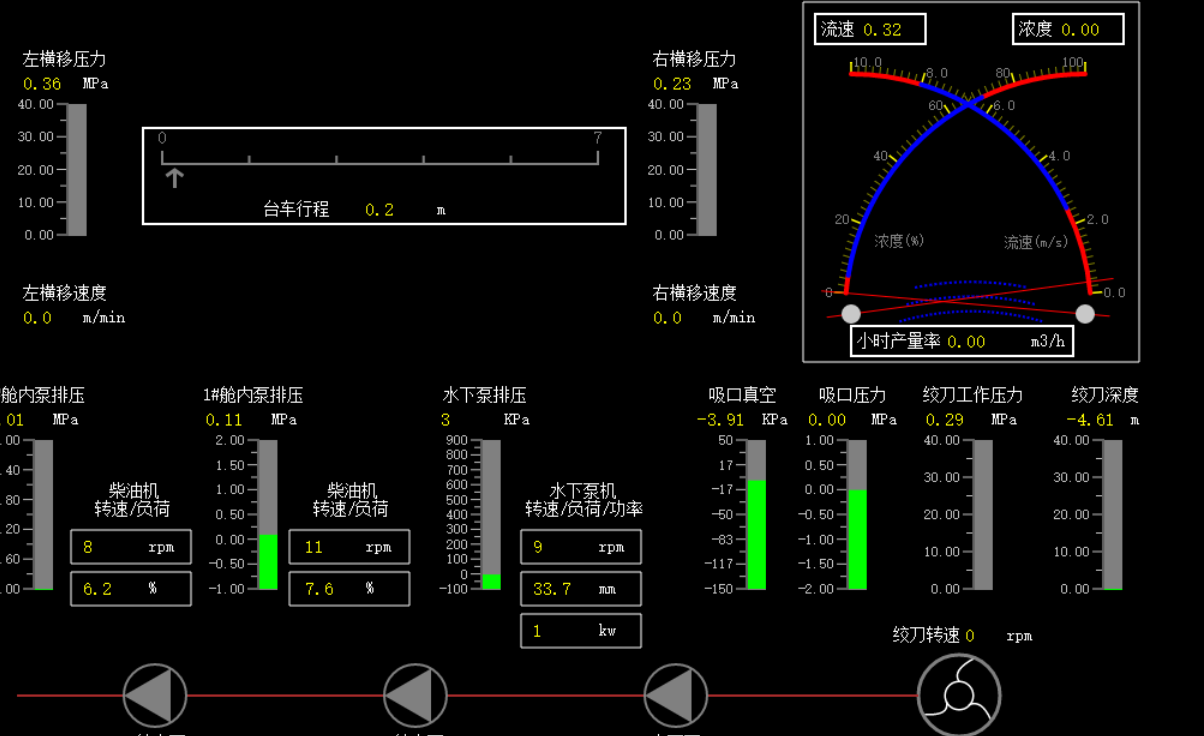 流速 0.32
浓度 0.00
左横移压力
0.36 MPa
40.00
30.00
20.00
10.00
0.00
0 7
台车行程 0.2 m
右横移压力
0.23 MPa
40.00
30.00
20.00
10.00
0.00
10.0
8.0
6.0
4.0
2.0
0.0
100
80
60
40
20
0
浓度(%)
流速(m/s)
小时产量率 0.00 m3/h
左横移速度
0.0 m/min
右横移速度
0.0 m/min
舱内泵排压
01 MPa
00
40
80
20
60
00
柴油机
转速/负荷
8 rpm
6.2 %
1#舱内泵排压
0.11 MPa
2.00
1.50
1.00
0.50
0.00
-0.50
-1.00
柴油机
转速/负荷
11 rpm
7.6 %
水下泵排压
3 KPa
900
800
700
600
500
400
300
200
100
0
-100
水下泵机
转速/负荷/功率
9 rpm
33.7 mm
1 kw
吸口真空
-3.91 KPa
50
17
-17
-50
-83
-117
-150
吸口压力
0.00 MPa
1.00
0.50
0.00
-0.50
-1.00
-1.50
-2.00
绞刀工作压力
0.29 MPa
40.00
30.00
20.00
10.00
0.00
绞刀深度
-4.61 m
40.00
30.00
20.00
10.00
0.00
绞刀转速 0 rpm